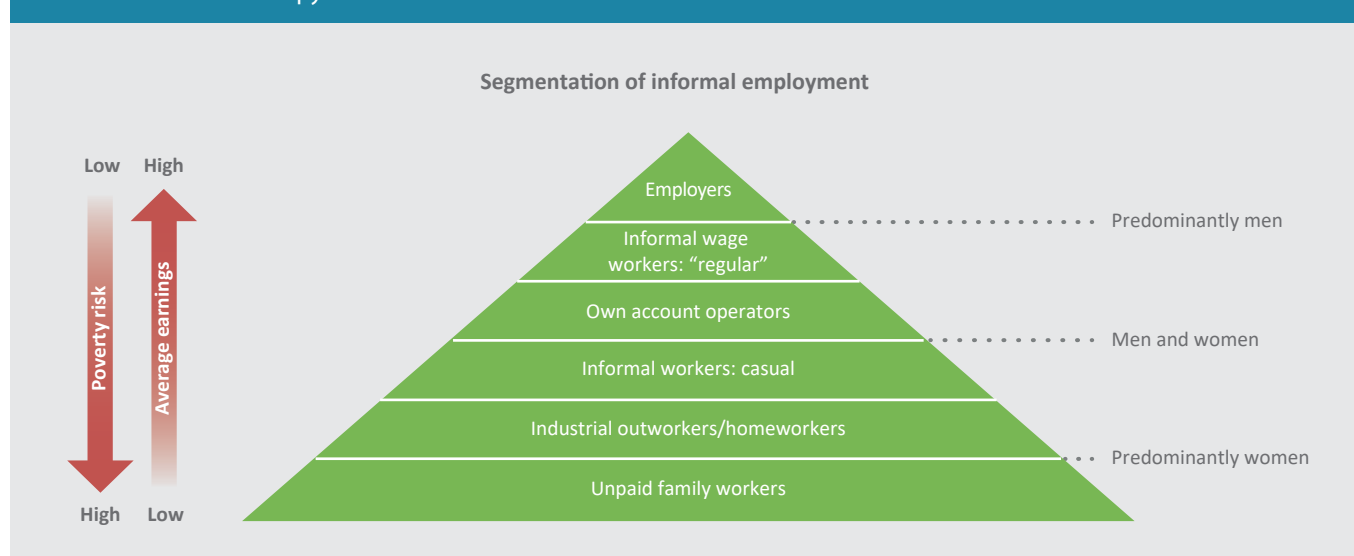 Segmentation of informal employment
Low High
Poverty risk
Average earnings
High Low
Employers
Informal wage
workers: “regular”
Own account operators
Informal workers: casual
Industrial outworkers/homeworkers
Unpaid family workers
Predominantly men
Men and women
Predominantly women